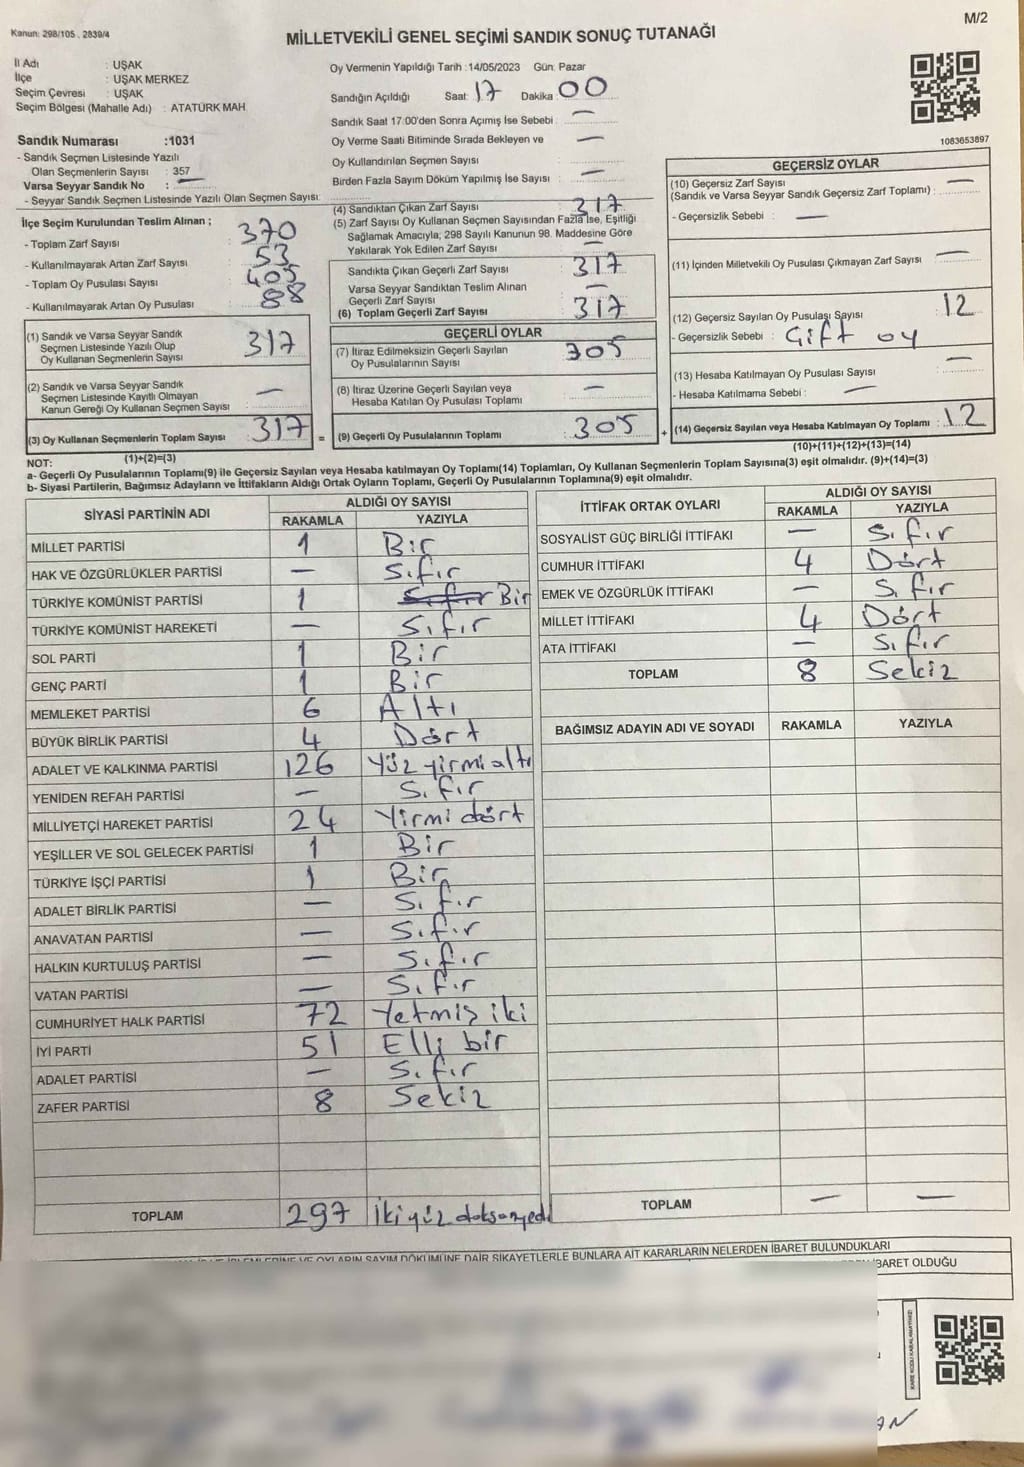 M/2
Kanun: 298/105 , 2839/4
MİLLETVEKİLİ GENEL SEÇİMİ SANDIK SONUÇ TUTANAĞI
İl Adı : UŞAK
İlçe : UŞAK MERKEZ
Seçim Çevresi : UŞAK
Seçim Bölgesi (Mahalle Adı) : ATATÜRK MAH
Sandık Numarası :1031
- Sandık Seçmen Listesinde Yazılı
Olan Seçmenlerin Sayısı : 357
Varsa Seyyar Sandık No : —
- Seyyar Sandık Seçmen Listesinde Yazılı Olan Seçmen Sayısı:
Oy Vermenin Yapıldığı Tarih :14/05/2023 Gün: Pazar
Sandığın Açıldığı Saat: 17 Dakika: 00
Sandık Saat 17:00'den Sonra Açımış İse Sebebi : —
Oy Verme Saati Bitiminde Sırada Bekleyen ve —
Oy Kullandırılan Seçmen Sayısı
Birden Fazla Sayım Döküm Yapılmış İse Sayısı : —
1083653897
İlçe Seçim Kurulundan Teslim Alınan ;
- Toplam Zarf Sayısı : 370
- Kullanılmayarak Artan Zarf Sayısı : 53
- Toplam Oy Pusulası Sayısı : 405
- Kullanılmayarak Artan Oy Pusulası : 88
(1) Sandık ve Varsa Seyyar Sandık
Seçmen Listesinde Yazılı Olup
Oy Kullanan Seçmenlerin Sayısı : 317
(2) Sandık ve Varsa Seyyar Sandık
Seçmen Listesinde Kayıtlı Olmayan
Kanun Gereği Oy Kullanan Seçmen Sayısı : —
(3) Oy Kullanan Seçmenlerin Toplam Sayısı : 317 =
(1)+(2)=(3)
(4) Sandıktan Çıkan Zarf Sayısı : 317
(5) Zarf Sayısı Oy Kullanan Seçmen Sayısından Fazla İse, Eşitliği
Sağlamak Amacıyla; 298 Sayılı Kanunun 98. Maddesine Göre
Yakılarak Yok Edilen Zarf Sayısı : —
Sandıkta Çıkan Geçerli Zarf Sayısı : 317
Varsa Seyyar Sandıktan Teslim Alınan
Geçerli Zarf Sayısı : —
(6) Toplam Geçerli Zarf Sayısı : 317
GEÇERLİ OYLAR
(7) İtiraz Edilmeksizin Geçerli Sayılan
Oy Pusulalarının Sayısı : 305
(8) İtiraz Üzerine Geçerli Sayılan veya
Hesaba Katılan Oy Pusulası Toplamı : —
(9) Geçerli Oy Pusulalarının Toplamı : 305 +
GEÇERSİZ OYLAR
(10) Geçersiz Zarf Sayısı
(Sandık ve Varsa Seyyar Sandık Geçersiz Zarf Toplamı) : —
- Geçersizlik Sebebi : —
(11) İçinden Milletvekili Oy Pusulası Çıkmayan Zarf Sayısı : —
(12) Geçersiz Sayılan Oy Pusulası Sayısı : 12
- Geçersizlik Sebebi : Çift oy
(13) Hesaba Katılmayan Oy Pusulası Sayısı : —
- Hesaba Katılmama Sebebi : —
(14) Geçersiz Sayılan veya Hesaba Katılmayan Oy Toplamı : 12
(10)+(11)+(12)+(13)=(14)
NOT:
a- Geçerli Oy Pusulalarının Toplamı(9) ile Geçersiz Sayılan veya Hesaba katılmayan Oy Toplamı(14) Toplamları, Oy Kullanan Seçmenlerin Toplam Sayısına(3) eşit olmalıdır. (9)+(14)=(3)
b- Siyasi Partilerin, Bağımsız Adayların ve İttifakların Aldığı Ortak Oyların Toplamı, Geçerli Oy Pusulalarının Toplamına(9) eşit olmalıdır.
SİYASİ PARTİNİN ADI ALDIĞI OY SAYISI
RAKAMLA YAZIYLA
MİLLET PARTİSİ 1 Bir
HAK VE ÖZGÜRLÜKLER PARTİSİ — Sıfır
TÜRKİYE KOMÜNİST PARTİSİ 1 Sıfır Bir
TÜRKİYE KOMÜNİST HAREKETİ — Sıfır
SOL PARTİ 1 Bir
GENÇ PARTİ 1 Bir
MEMLEKET PARTİSİ 6 Altı
BÜYÜK BİRLİK PARTİSİ 4 Dört
ADALET VE KALKINMA PARTİSİ 126 Yüz yirmi altı
YENİDEN REFAH PARTİSİ — Sıfır
MİLLİYETÇİ HAREKET PARTİSİ 24 Yirmi dört
YEŞİLLER VE SOL GELECEK PARTİSİ 1 Bir
TÜRKİYE İŞÇİ PARTİSİ 1 Bir
ADALET BİRLİK PARTİSİ — Sıfır
ANAVATAN PARTİSİ — Sıfır
HALKIN KURTULUŞ PARTİSİ — Sıfır
VATAN PARTİSİ — Sıfır
CUMHURİYET HALK PARTİSİ 72 Yetmiş iki
İYİ PARTİ 51 Elli bir
ADALET PARTİSİ — Sıfır
ZAFER PARTİSİ 8 Sekiz
TOPLAM 297 İki yüz doksan yedi
İTTİFAK ORTAK OYLARI ALDIĞI OY SAYISI
RAKAMLA YAZIYLA
SOSYALİST GÜÇ BİRLİĞİ İTTİFAKI — Sıfır
CUMHUR İTTİFAKI 4 Dört
EMEK VE ÖZGÜRLÜK İTTİFAKI — Sıfır
MİLLET İTTİFAKI 4 Dört
ATA İTTİFAKI — Sıfır
TOPLAM 8 Sekiz
BAĞIMSIZ ADAYIN ADI VE SOYADI RAKAMLA YAZIYLA
TOPLAM — —
OYLARIN SAYIM DÖKÜMÜNE DAİR ŞİKAYETLERLE BUNLARA AİT KARARLARIN NELERDEN İBARET BULUNDUKLARI
İBARET OLDUĞU